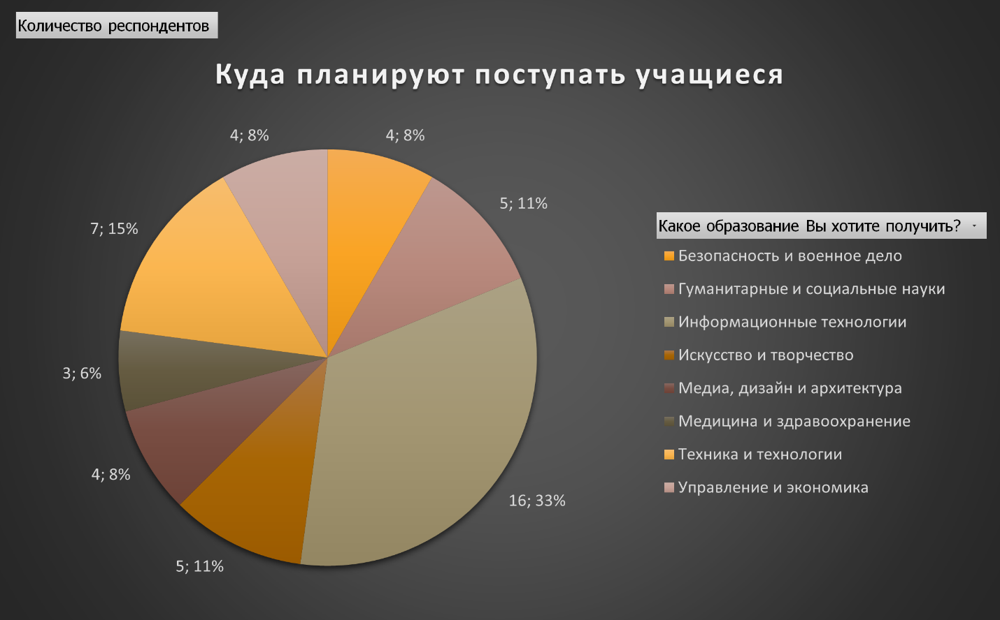 Количество респондентов
Куда планируют поступать учащиеся
4; 8%
4; 8%
5; 11%
7; 15%
3; 6%
4; 8%
16; 33%
5; 11%
Какое образование Вы хотите получить?
Безопасность и военное дело
Гуманитарные и социальные науки
Информационные технологии
Искусство и творчество
Медиа, дизайн и архитектура
Медицина и здравоохранение
Техника и технологии
Управление и экономика